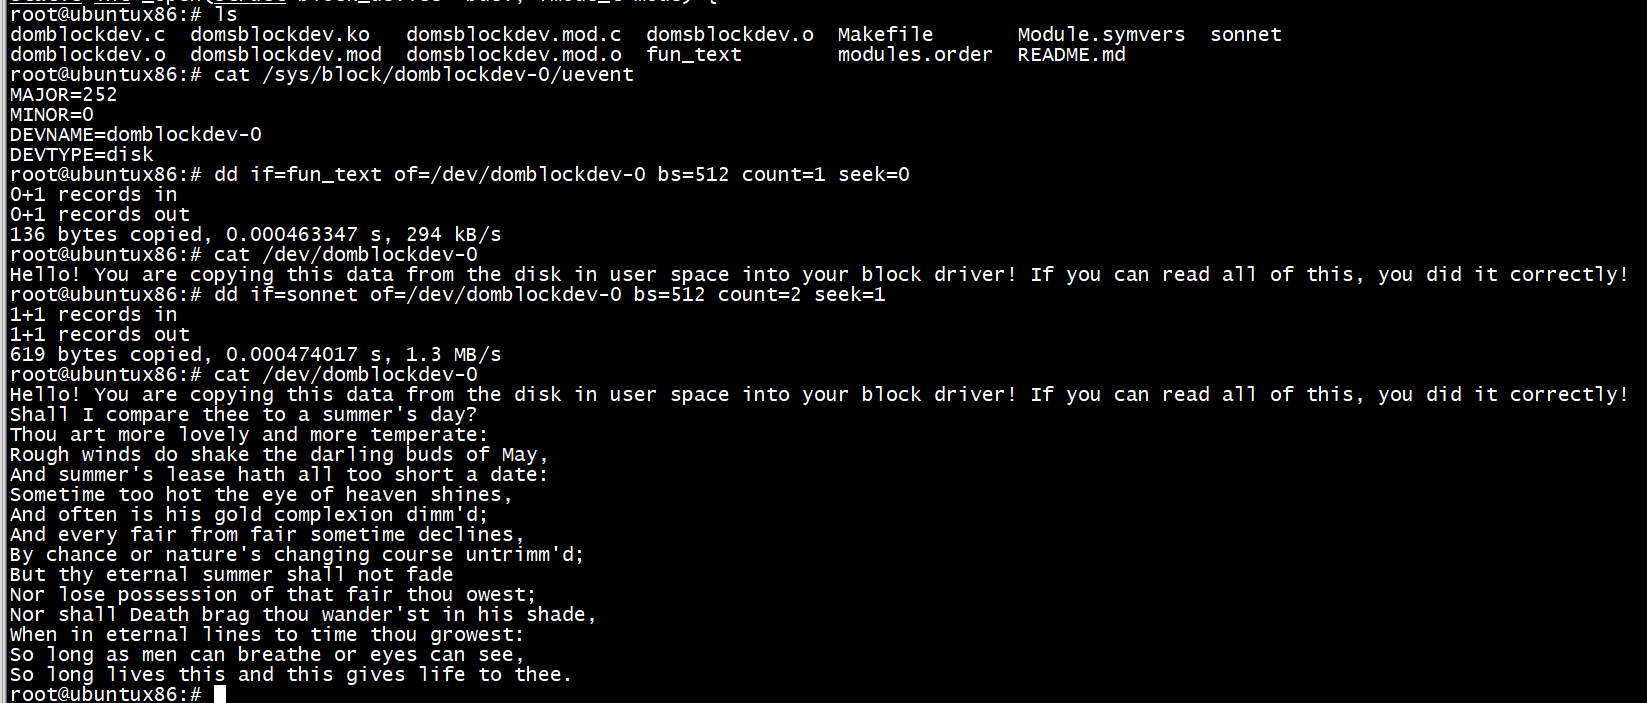 root@ubuntux86:# ls
domblockdev.c  domsblockdev.ko   domsblockdev.mod.c  domsblockdev.o  Makefile       Module.symvers  sonnet
domblockdev.o  domsblockdev.mod  domsblockdev.mod.o  fun_text        modules.order  README.md
root@ubuntux86:# cat /sys/block/domblockdev-0/uevent
MAJOR=252
MINOR=0
DEVNAME=domblockdev-0
DEVTYPE=disk
root@ubuntux86:# dd if=fun_text of=/dev/domblockdev-0 bs=512 count=1 seek=0
0+1 records in
0+1 records out
136 bytes copied, 0.000463347 s, 294 kB/s
root@ubuntux86:# cat /dev/domblockdev-0
Hello! You are copying this data from the disk in user space into your block driver! If you can read all of this, you did it correctly!
root@ubuntux86:# dd if=sonnet of=/dev/domblockdev-0 bs=512 count=2 seek=1
1+1 records in
1+1 records out
619 bytes copied, 0.000474017 s, 1.3 MB/s
root@ubuntux86:# cat /dev/domblockdev-0
Hello! You are copying this data from the disk in user space into your block driver! If you can read all of this, you did it correctly!
Shall I compare thee to a summer's day?
Thou art more lovely and more temperate:
Rough winds do shake the darling buds of May,
And summer's lease hath all too short a date:
Sometime too hot the eye of heaven shines,
And often is his gold complexion dimm'd;
And every fair from fair sometime declines,
By chance or nature's changing course untrimm'd;
But thy eternal summer shall not fade
Nor lose possession of that fair thou owest;
Nor shall Death brag thou wander'st in his shade,
When in eternal lines to time thou growest:
So long as men can breathe or eyes can see,
So long lives this and this gives life to thee.
root@ubuntux86:#